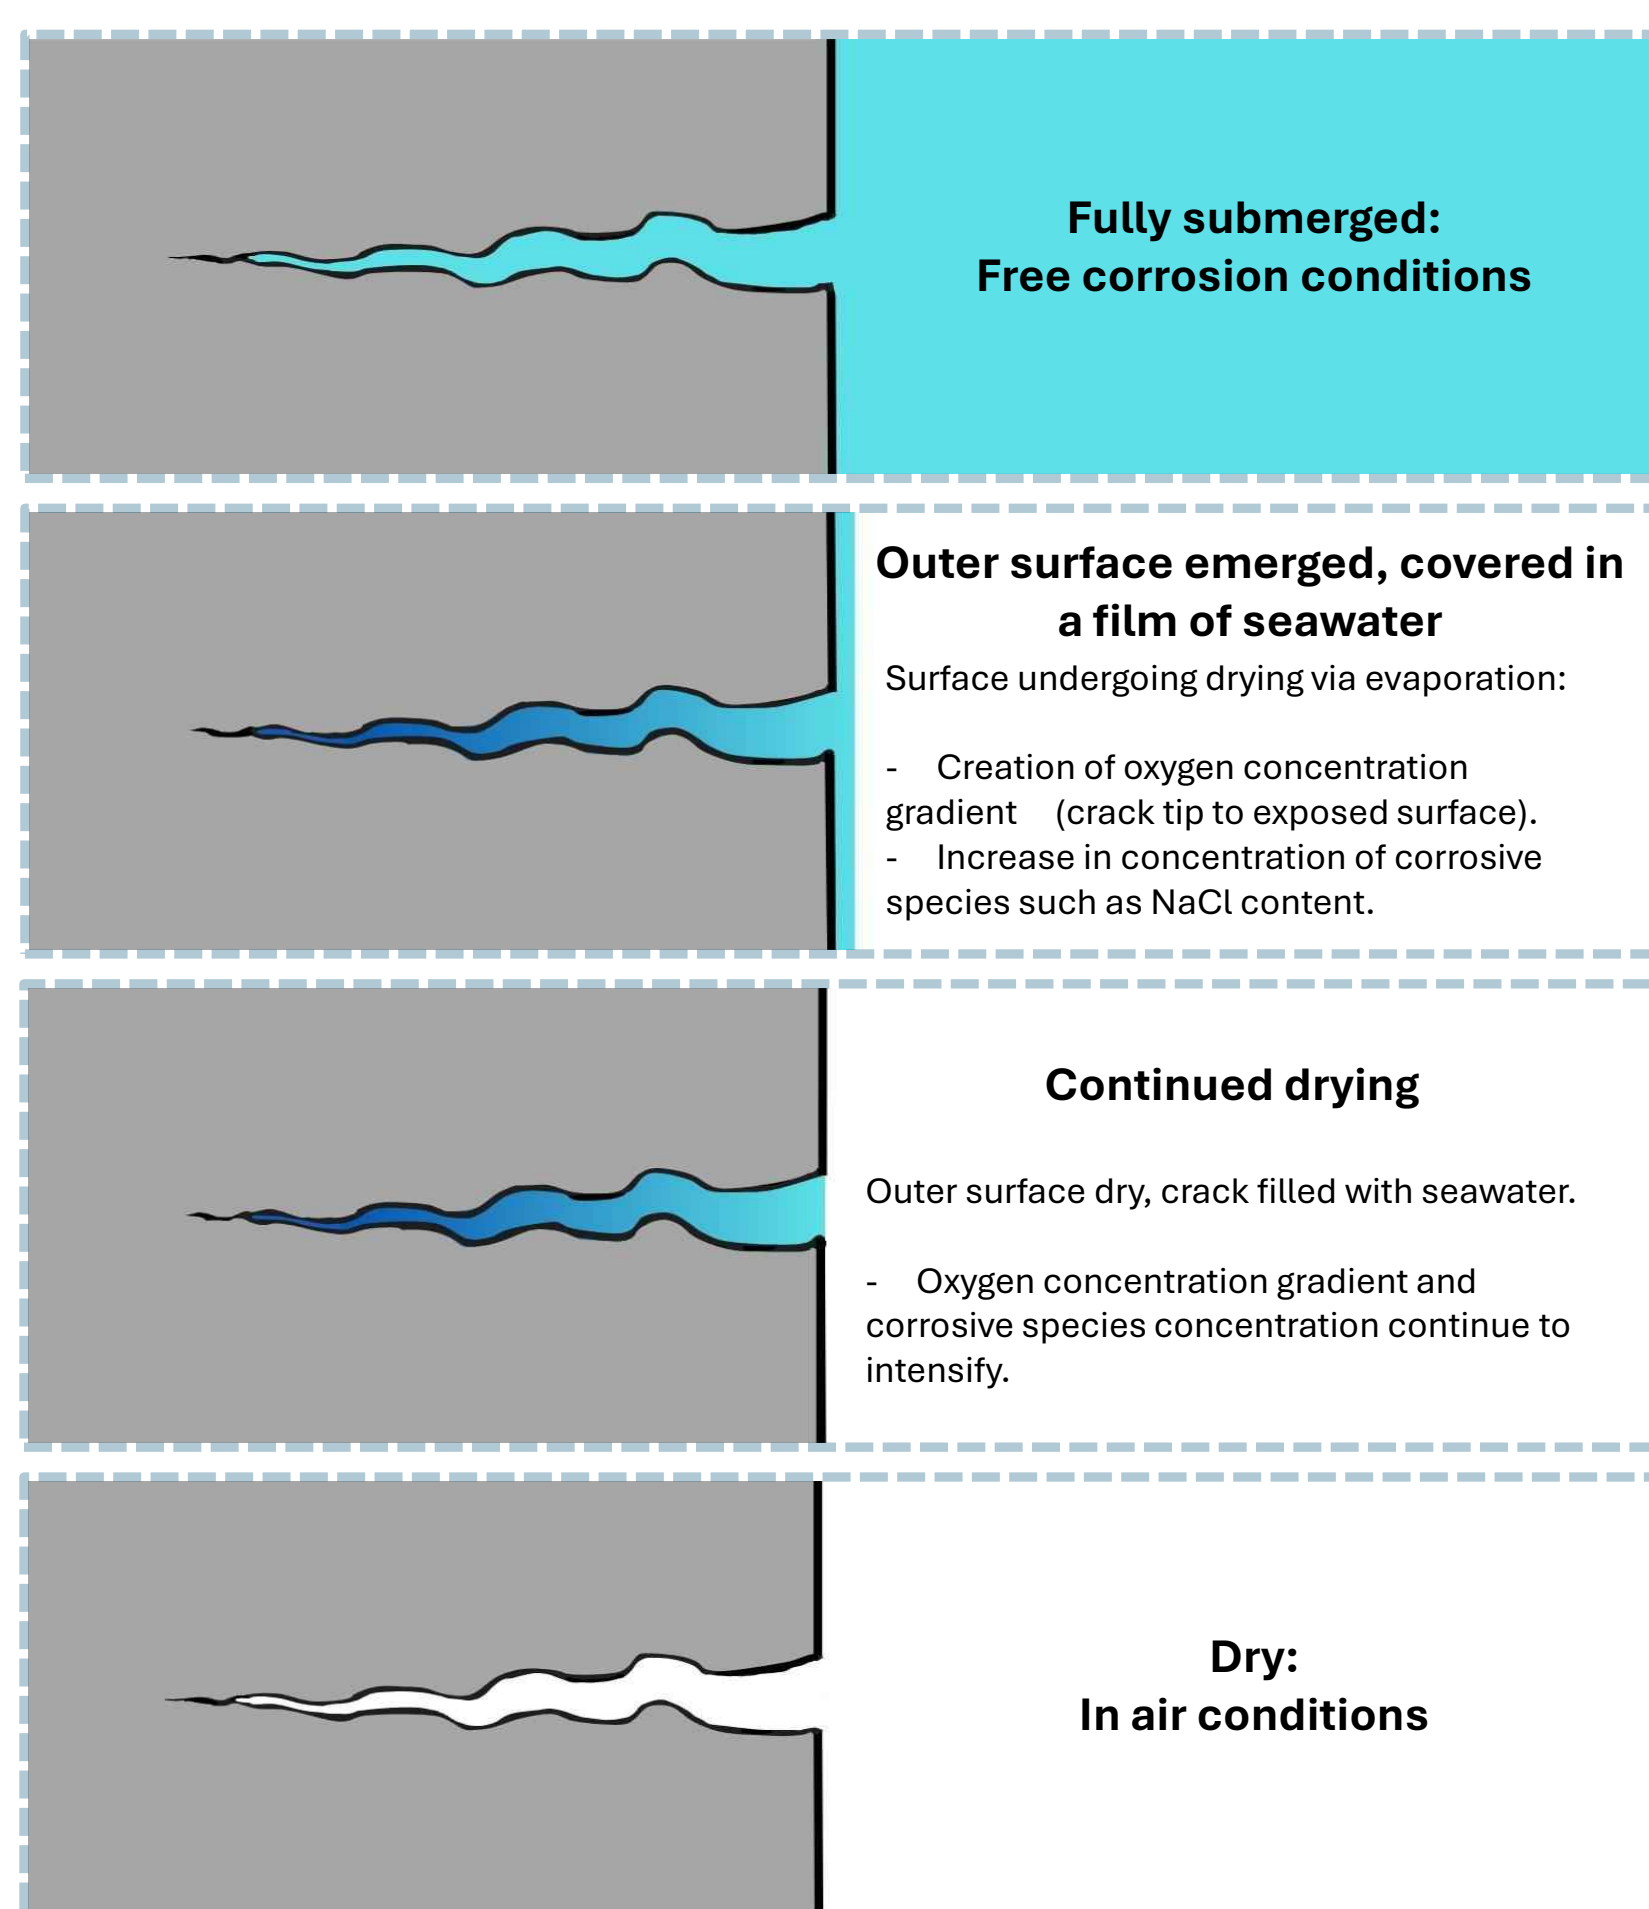 Fully submerged:
Free corrosion conditions
Outer surface emerged, covered in
a film of seawater
Surface undergoing drying via evaporation:
- Creation of oxygen concentration
gradient (crack tip to exposed surface).
- Increase in concentration of corrosive
species such as NaCl content.
Continued drying
Outer surface dry, crack filled with seawater.
- Oxygen concentration gradient and
corrosive species concentration continue to
intensify.
Dry:
In air conditions